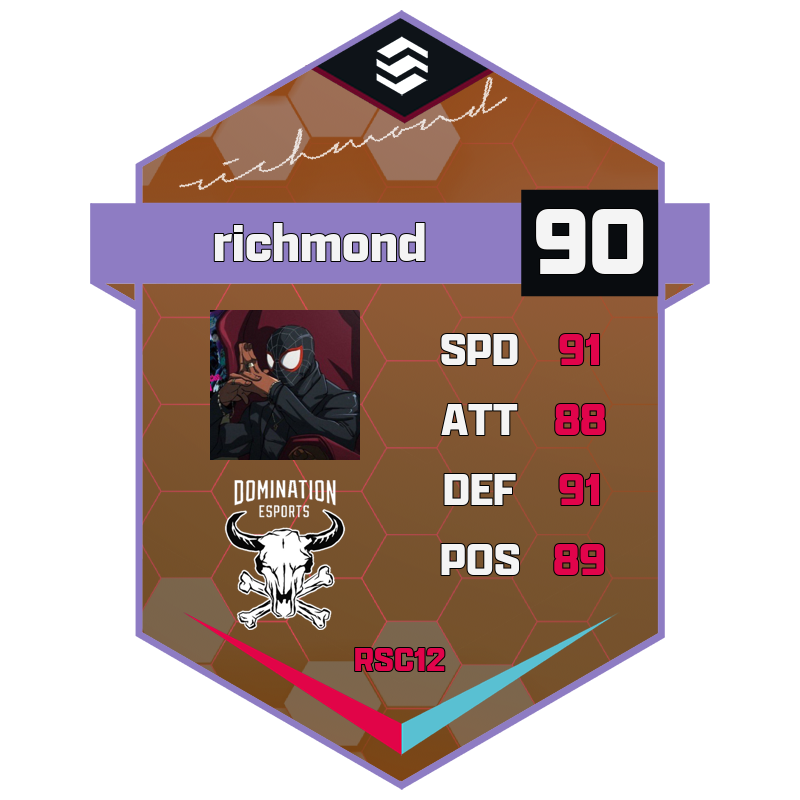 richmond
richmond 90
SPD 91
ATT 88
DEF 91
POS 89
DOMINATION
ESPORTS
RSC12